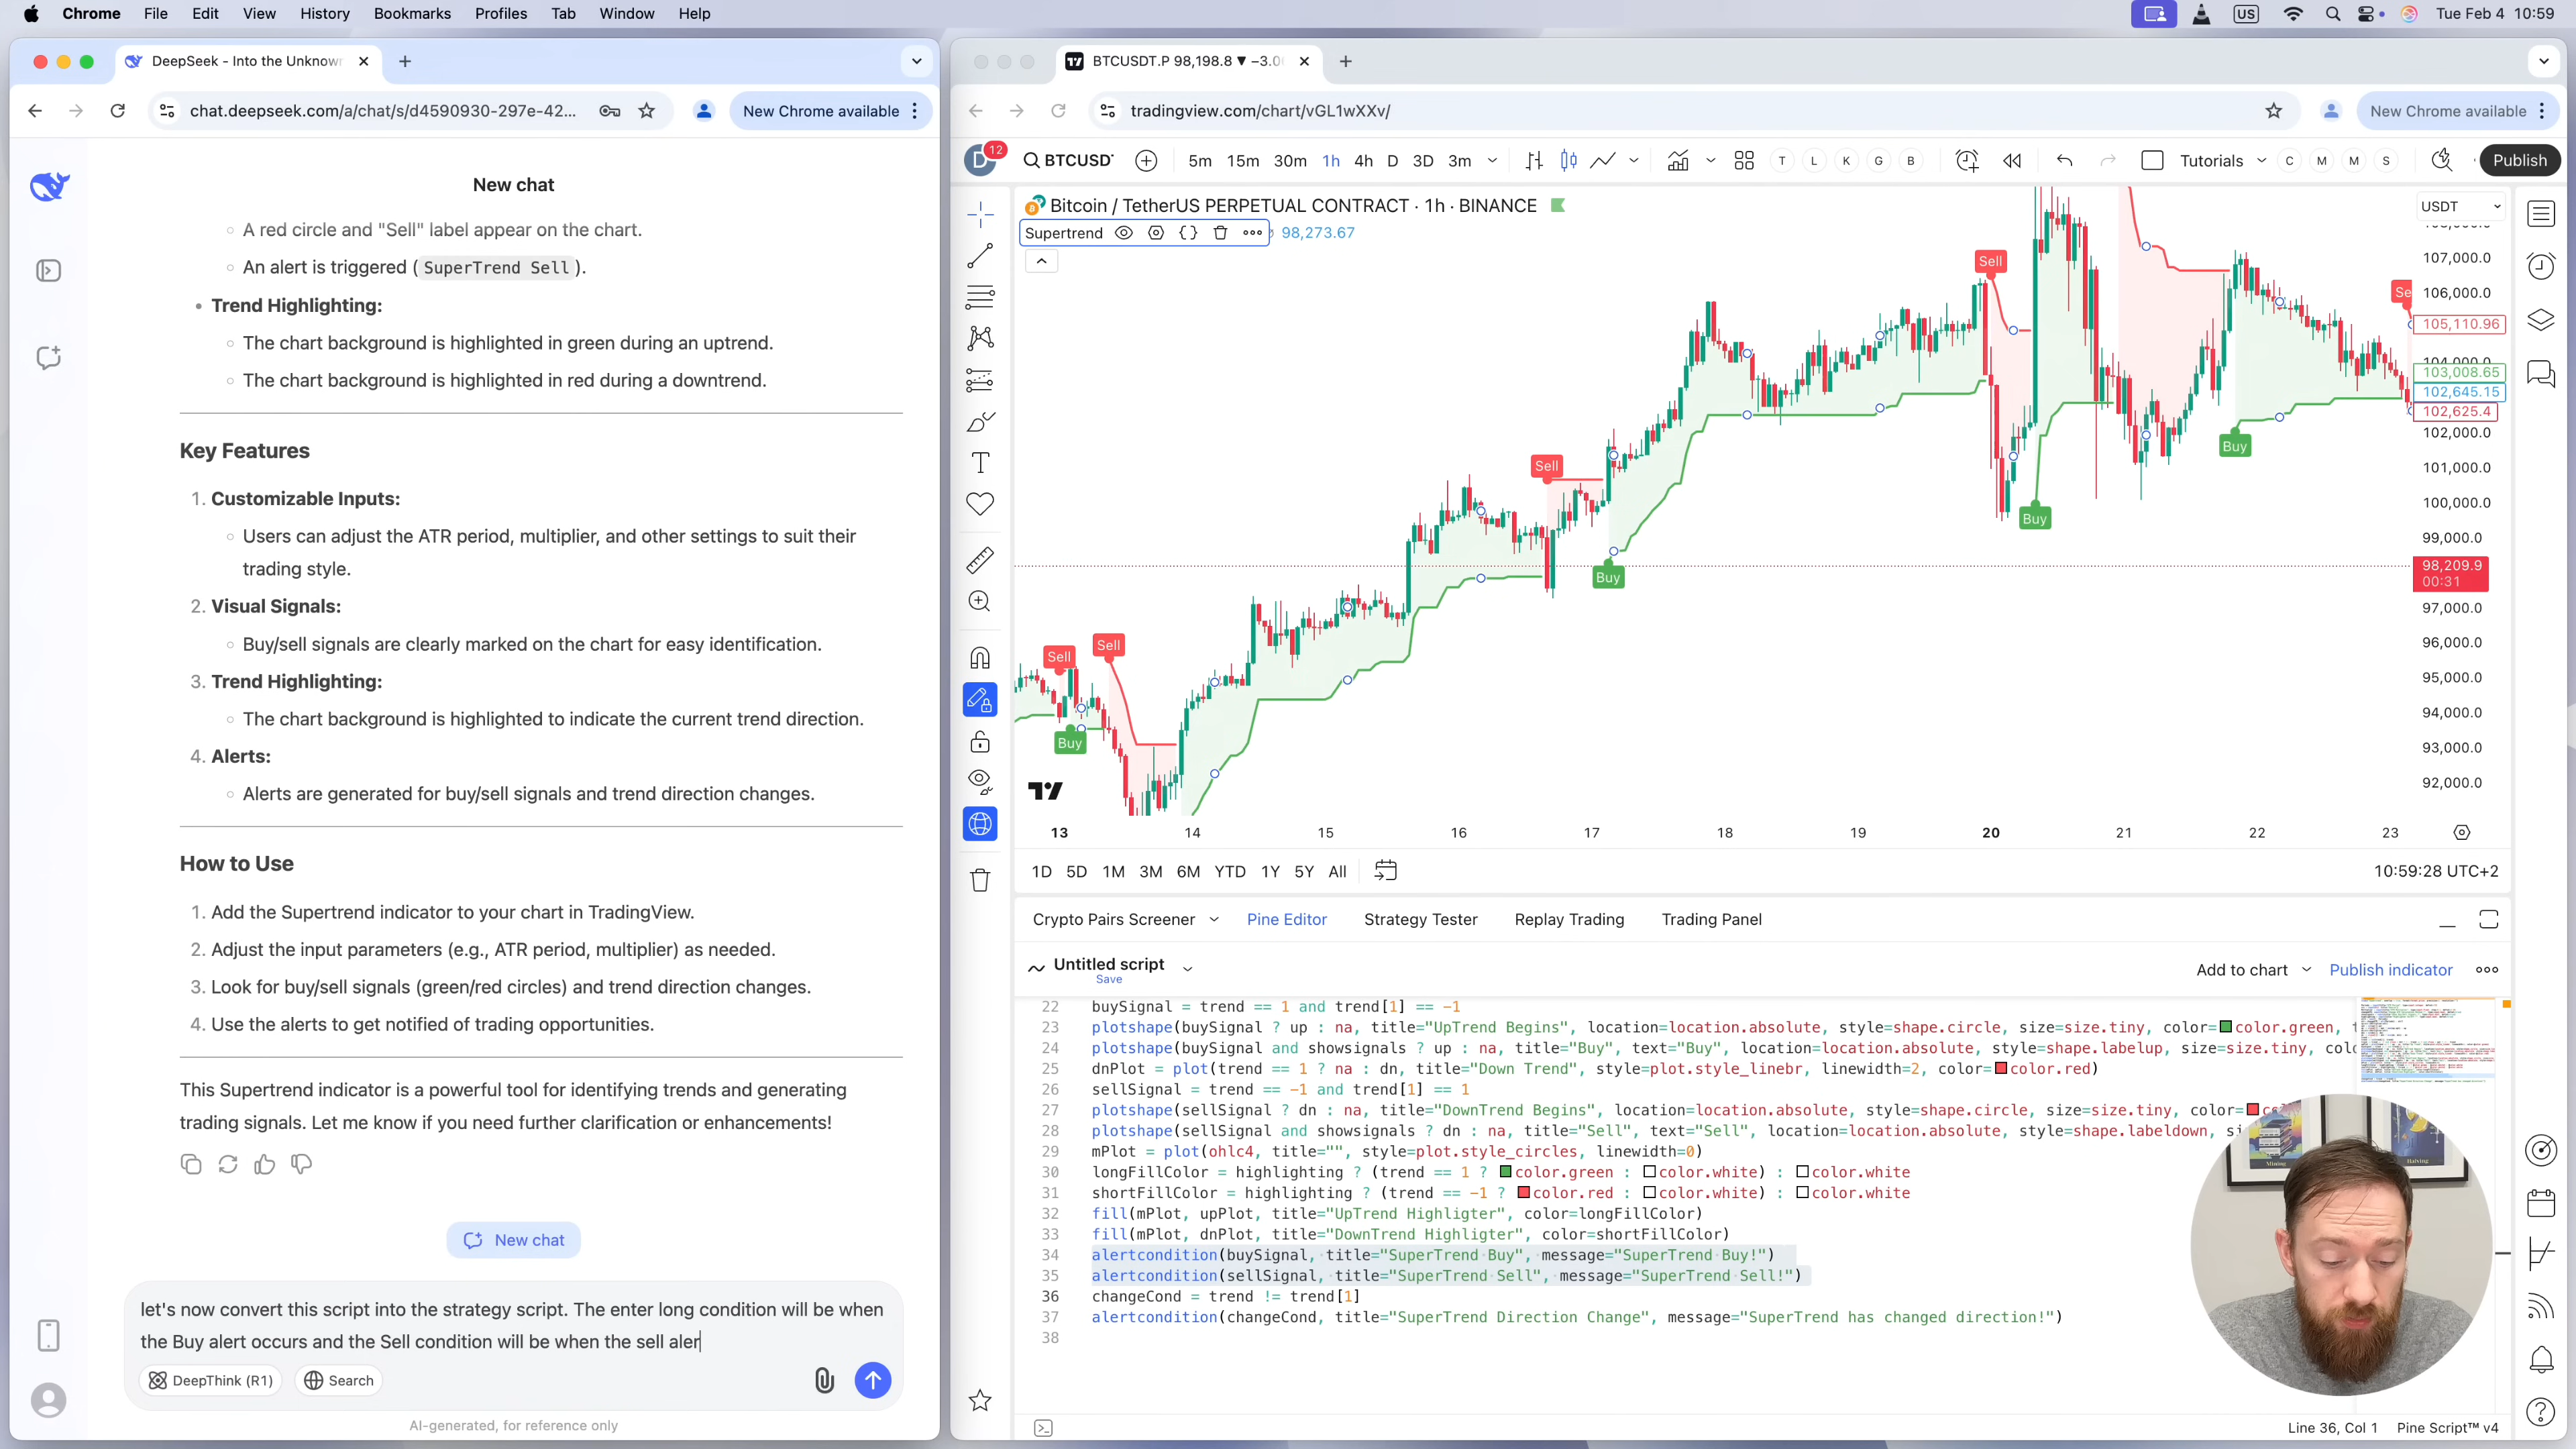 Chrome File Edit View History Bookmarks Profiles Tab Window Help
US
Tue Feb 4 10:59
DeepSeek - Into the Unknown
chat.deepseek.com/a/chat/s/d4590930-297e-42...
New Chrome available
New chat
A red circle and "Sell" label appear on the chart.
An alert is triggered ( SuperTrend Sell ).
Trend Highlighting:
The chart background is highlighted in green during an uptrend.
The chart background is highlighted in red during a downtrend.
Key Features
1. Customizable Inputs:
Users can adjust the ATR period, multiplier, and other settings to suit their
trading style.
2. Visual Signals:
Buy/sell signals are clearly marked on the chart for easy identification.
3. Trend Highlighting:
The chart background is highlighted to indicate the current trend direction.
4. Alerts:
Alerts are generated for buy/sell signals and trend direction changes.
How to Use
1. Add the Supertrend indicator to your chart in TradingView.
2. Adjust the input parameters (e.g., ATR period, multiplier) as needed.
3. Look for buy/sell signals (green/red circles) and trend direction changes.
4. Use the alerts to get notified of trading opportunities.
This Supertrend indicator is a powerful tool for identifying trends and generating
trading signals. Let me know if you need further clarification or enhancements!
New chat
let's now convert this script into the strategy script. The enter long condition will be when
the Buy alert occurs and the Sell condition will be when the sell aler
DeepThink (R1) Search
AI-generated, for reference only
BTCUSDT.P 98,198.8 ▼ −3.0
tradingview.com/chart/vGL1wXXv/
New Chrome available
D 12 BTCUSD 5m 15m 30m 1h 4h D 3D 3m T L K G B Tutorials C M M S Publish
Bitcoin / TetherUS PERPETUAL CONTRACT · 1h · BINANCE
USDT
Supertrend 98,273.67
107,000.0
106,000.0
105,110.96
104,000.0
103,008.65
102,645.15
102,625.4
102,000.0
101,000.0
100,000.0
99,000.0
98,209.9
00:31
97,000.0
96,000.0
95,000.0
94,000.0
93,000.0
92,000.0
Sell
Sell
Buy
Sell
Buy
Sell
Buy
Buy
Se
13 14 15 16 17 18 19 20 21 22 23
1D 5D 1M 3M 6M YTD 1Y 5Y All
10:59:28 UTC+2
Crypto Pairs Screener Pine Editor Strategy Tester Replay Trading Trading Panel
Untitled script
Save
Add to chart Publish indicator
22 buySignal = trend == 1 and trend[1] == −1
23 plotshape(buySignal ? up : na, title="UpTrend Begins", location=location.absolute, style=shape.circle, size=size.tiny, color=color.green, t
24 plotshape(buySignal and showsignals ? up : na, title="Buy", text="Buy", location=location.absolute, style=shape.labelup, size=size.tiny, colo
25 dnPlot = plot(trend == 1 ? na : dn, title="Down Trend", style=plot.style_linebr, linewidth=2, color=color.red)
26 sellSignal = trend == −1 and trend[1] == 1
27 plotshape(sellSignal ? dn : na, title="DownTrend Begins", location=location.absolute, style=shape.circle, size=size.tiny, color=co
28 plotshape(sellSignal and showsignals ? dn : na, title="Sell", text="Sell", location=location.absolute, style=shape.labeldown, si
29 mPlot = plot(ohlc4, title="", style=plot.style_circles, linewidth=0)
30 longFillColor = highlighting ? (trend == 1 ? color.green : color.white) : color.white
31 shortFillColor = highlighting ? (trend == −1 ? color.red : color.white) : color.white
32 fill(mPlot, upPlot, title="UpTrend Highligter", color=longFillColor)
33 fill(mPlot, dnPlot, title="DownTrend Highligter", color=shortFillColor)
34 alertcondition(buySignal, title="SuperTrend Buy", message="SuperTrend Buy!")
35 alertcondition(sellSignal, title="SuperTrend Sell", message="SuperTrend Sell!")
36 changeCond = trend != trend[1]
37 alertcondition(changeCond, title="SuperTrend Direction Change", message="SuperTrend has changed direction!")
38
Line 36, Col 1 Pine Script™ v4